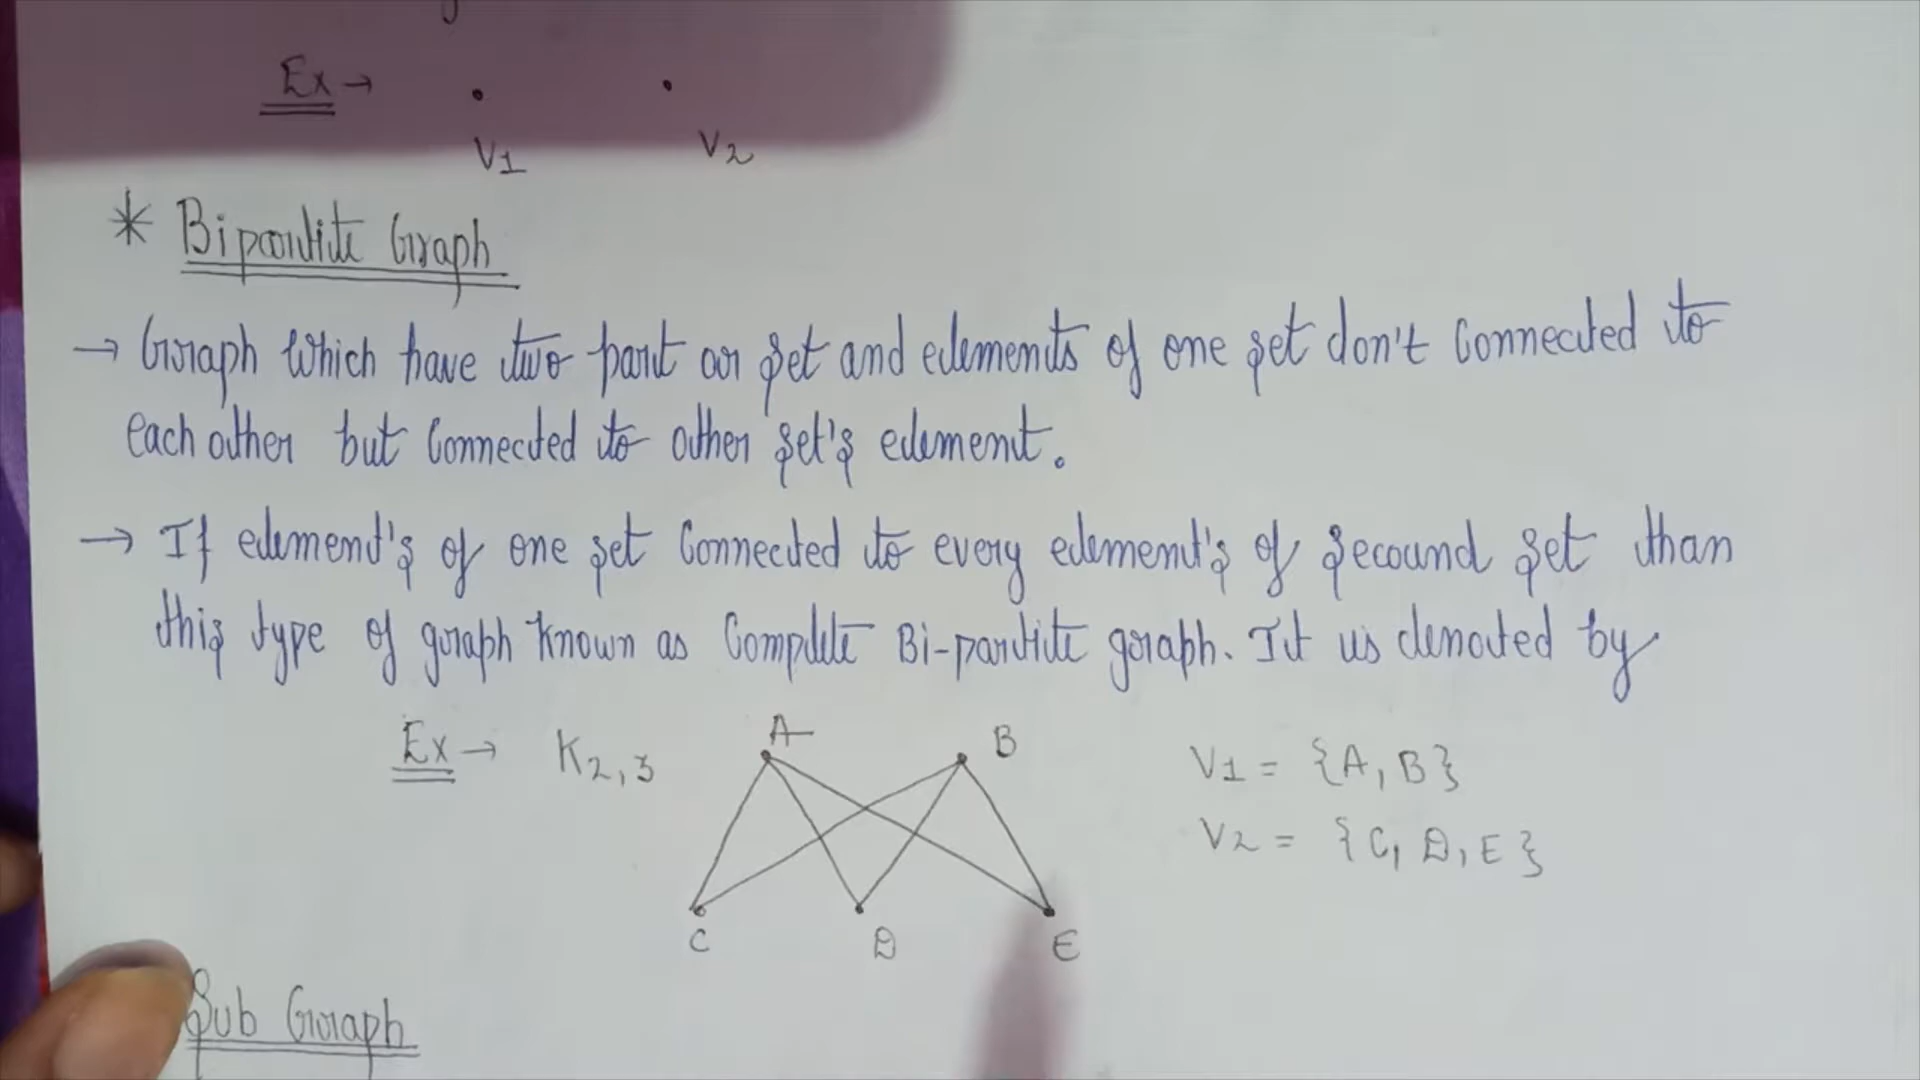 Ex →
V1 V2
* Bipartite Graph
→ Graph Which have two part or set and elements of one set don't Connected to
each other but Connected to other set's element.
→ If element's of one set Connected to every element's of secound set than
this type of graph known as Complete Bi-partite graph. It is denoted by
Ex → K2,3 A B V1 = {A, B}
V2 = {C, D, E}
C D E
Sub Graph